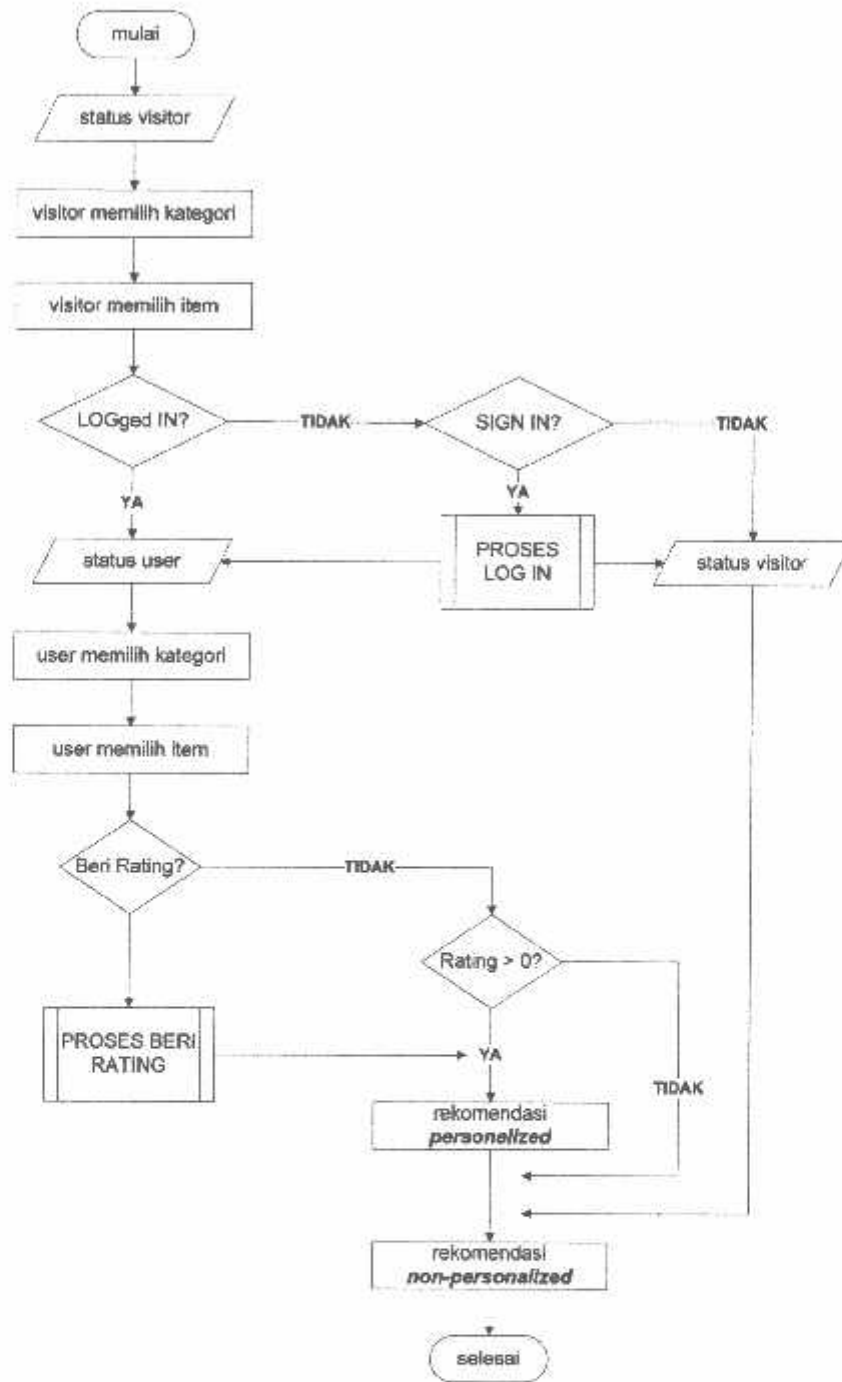 mulai
status visitor
visitor memilih kategori
visitor memilih item
LOGged IN?
TIDAK
SIGN IN?
TIDAK
YA
YA
status user
PROSES
LOG IN
status visitor
user memilih kategori
user memilih item
Beri Rating?
TIDAK
Rating > 0?
PROSES BERI
RATING
YA
TIDAK
rekomendasi
personalized
rekomendasi
non-personalized
selesai